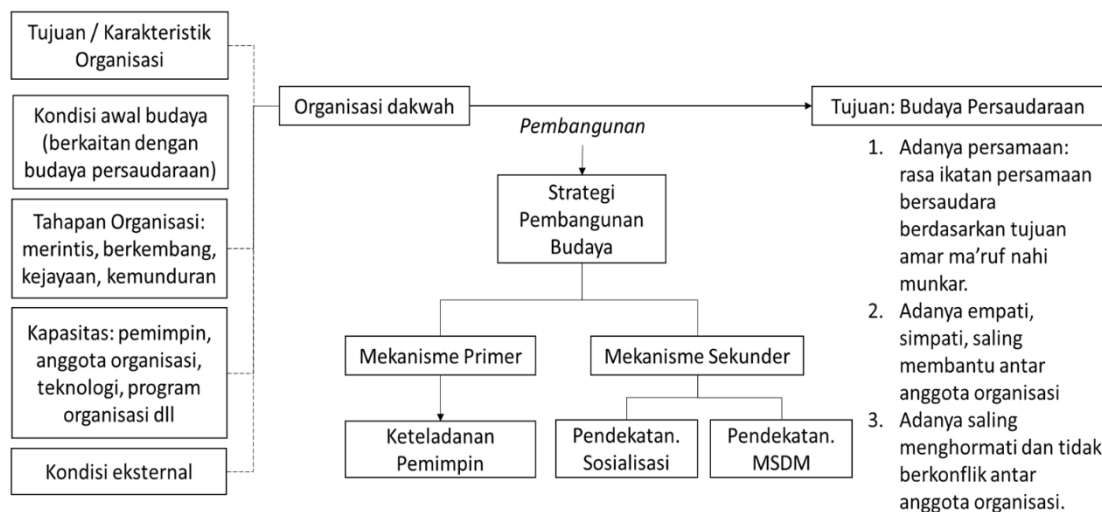 Tujuan / Karakteristik
Organisasi
Kondisi awal budaya
(berkaitan dengan
budaya persaudaraan)
Tahapan Organisasi:
merintis, berkembang,
kejayaan, kemunduran
Kapasitas: pemimpin,
anggota organisasi,
teknologi, program
organisasi dll
Kondisi eksternal
Organisasi dakwah
Pembangunan
Strategi
Pembangunan
Budaya
Mekanisme Primer
Mekanisme Sekunder
Keteladanan
Pemimpin
Pendekatan.
Sosialisasi
Pendekatan.
MSDM
Tujuan: Budaya Persaudaraan
1. Adanya persamaan:
rasa ikatan persamaan
bersaudara
berdasarkan tujuan
amar ma’ruf nahi
munkar.
2. Adanya empati,
simpati, saling
membantu antar
anggota organisasi
3. Adanya saling
menghormati dan tidak
berkonflik antar
anggota organisasi.